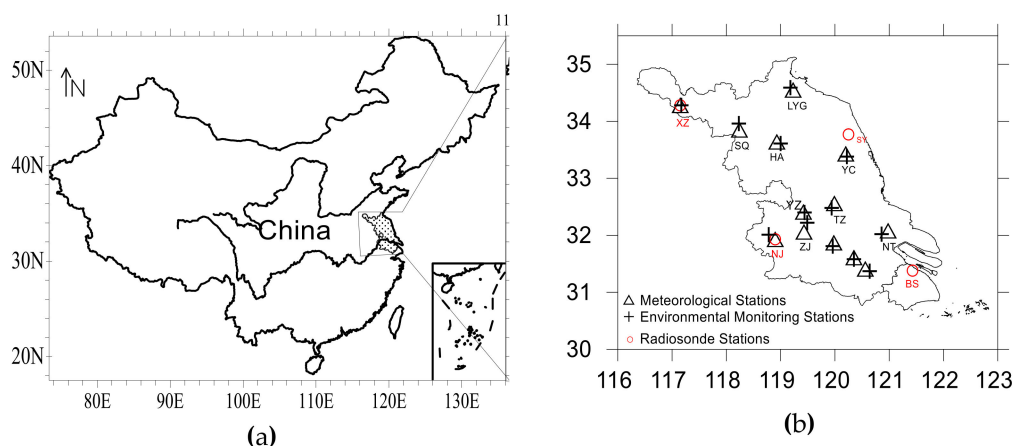 11
50N
40N
30N
20N
N
China
80E 90E 100E 110E 120E 130E
(a)
35
34
33
32
31
30
LYG
XZ
SQ
HA
SY
YC
YZ
TZ
ZJ
NJ
NT
BS
Meteorological Stations
Environmental Monitoring Stations
Radiosonde Stations
116 117 118 119 120 121 122 123
(b)